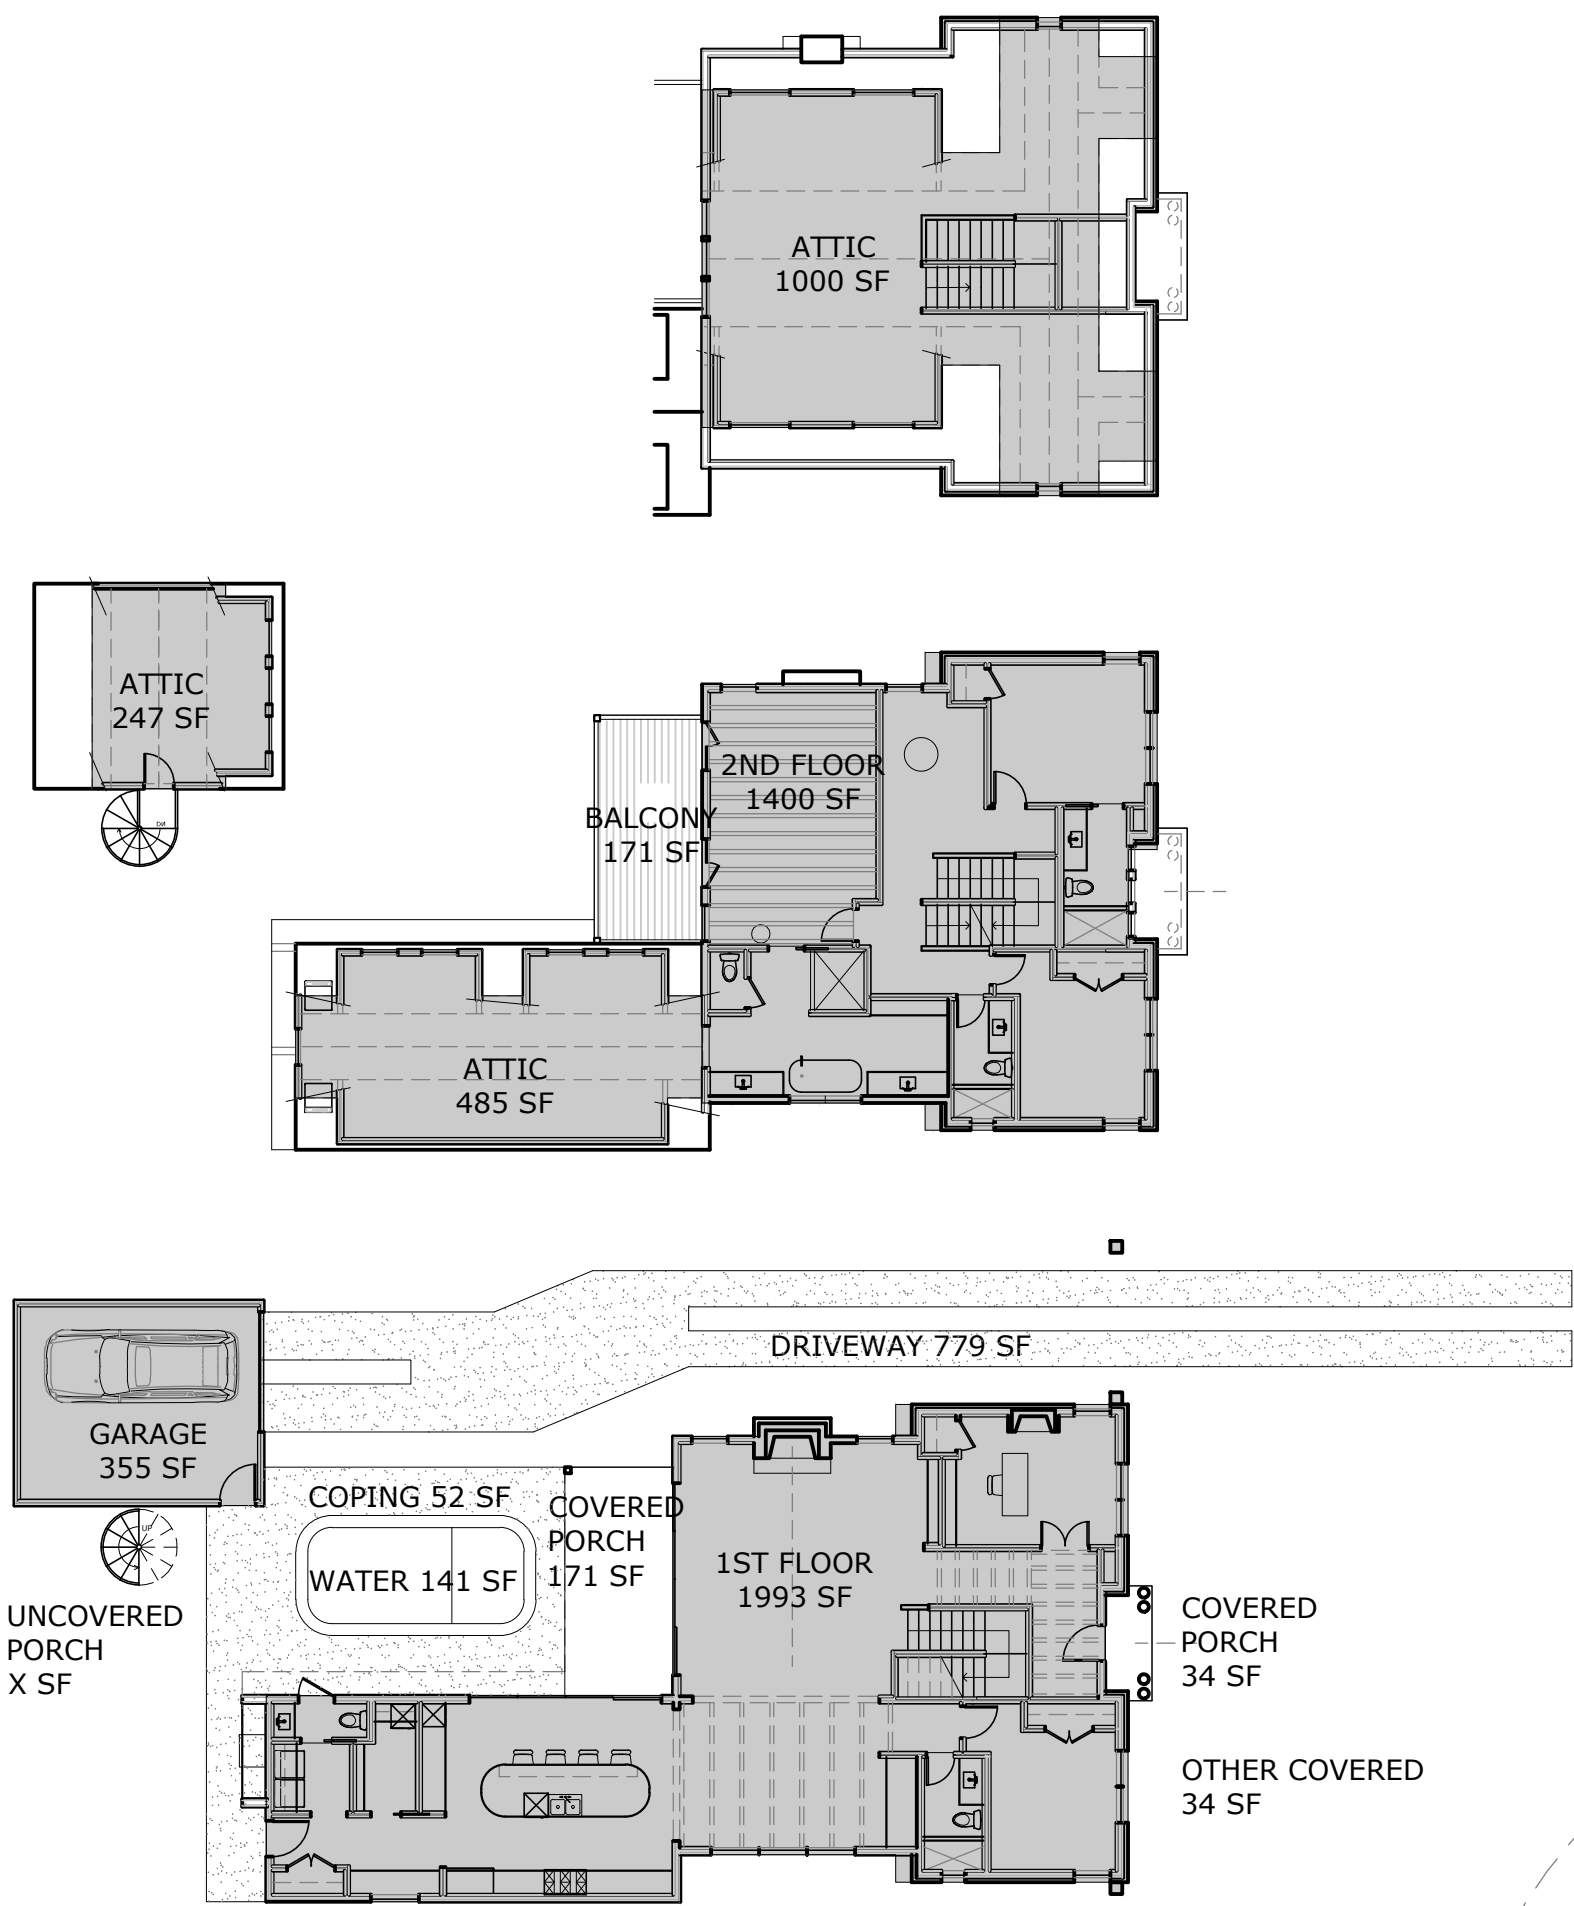 ATTIC
1000 SF
ATTIC
247 SF
DN
2ND FLOOR
1400 SF
BALCONY
171 SF
ATTIC
485 SF
DRIVEWAY 779 SF
GARAGE
355 SF
COPING 52 SF
COVERED
PORCH
171 SF
UP
WATER 141 SF
1ST FLOOR
1993 SF
UNCOVERED
PORCH
X SF
COVERED
PORCH
34 SF
OTHER COVERED
34 SF